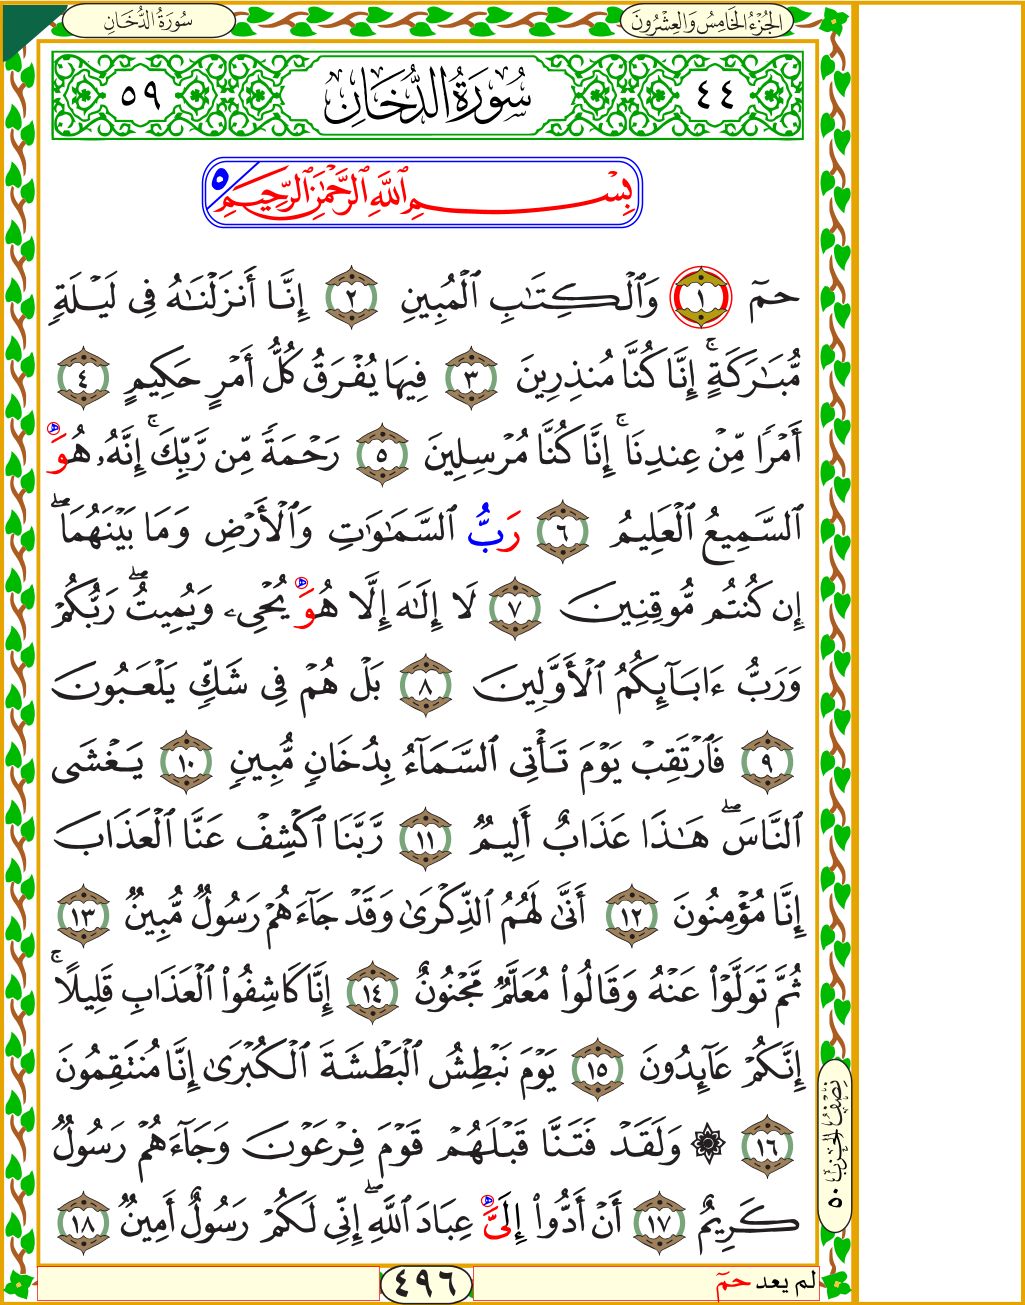 الجُزْءُ الخَامِسُ وَالعِشْرُونَ
سُورَةُ الدُّخَانِ
٤٤ سُورَةُ الدُّخَانِ ٥٩
بِسْمِ ٱللَّهِ ٱلرَّحْمَٰنِ ٱلرَّحِيمِ ٥
حمٓ ١ وَٱلْكِتَٰبِ ٱلْمُبِينِ ٢ إِنَّآ أَنزَلْنَٰهُ فِى لَيْلَةٍ
مُّبَٰرَكَةٍ ۚ إِنَّا كُنَّا مُنذِرِينَ ٣ فِيهَا يُفْرَقُ كُلُّ أَمْرٍ حَكِيمٍ ٤
أَمْرًا مِّنْ عِندِنَآ ۚ إِنَّا كُنَّا مُرْسِلِينَ ٥ رَحْمَةً مِّن رَّبِّكَ ۚ إِنَّهُۥ هُوَ
ٱلسَّمِيعُ ٱلْعَلِيمُ ٦ رَبُّ ٱلسَّمَٰوَٰتِ وَٱلْأَرْضِ وَمَا بَيْنَهُمَآ ۖ
إِن كُنتُم مُّوقِنِينَ ٧ لَآ إِلَٰهَ إِلَّا هُوَ يُحْىِۦ وَيُمِيتُ ۖ رَبُّكُمْ
وَرَبُّ ءَابَآئِكُمُ ٱلْأَوَّلِينَ ٨ بَلْ هُمْ فِى شَكٍّ يَلْعَبُونَ
٩ فَٱرْتَقِبْ يَوْمَ تَأْتِى ٱلسَّمَآءُ بِدُخَانٍ مُّبِينٍ ١٠ يَغْشَى
ٱلنَّاسَ ۖ هَٰذَا عَذَابٌ أَلِيمٌ ١١ رَّبَّنَا ٱكْشِفْ عَنَّا ٱلْعَذَابَ
إِنَّا مُؤْمِنُونَ ١٢ أَنَّىٰ لَهُمُ ٱلذِّكْرَىٰ وَقَدْ جَآءَهُمْ رَسُولٌ مُّبِينٌ ١٣
ثُمَّ تَوَلَّوْا۟ عَنْهُ وَقَالُوا۟ مُعَلَّمٌ مَّجْنُونٌ ١٤ إِنَّا كَاشِفُوا۟ ٱلْعَذَابِ قَلِيلًا ۚ
إِنَّكُمْ عَآئِدُونَ ١٥ يَوْمَ نَبْطِشُ ٱلْبَطْشَةَ ٱلْكُبْرَىٰٓ إِنَّا مُنتَقِمُونَ
١٦ ۞ وَلَقَدْ فَتَنَّا قَبْلَهُمْ قَوْمَ فِرْعَوْنَ وَجَآءَهُمْ رَسُولٌ
كَرِيمٌ ١٧ أَنْ أَدُّوٓا۟ إِلَىَّ عِبَادَ ٱللَّهِ ۖ إِنِّى لَكُمْ رَسُولٌ أَمِينٌ ١٨
نِصْفُ الحِزْبِ ٥٠
لم يعد حمٓ
٤٩٦